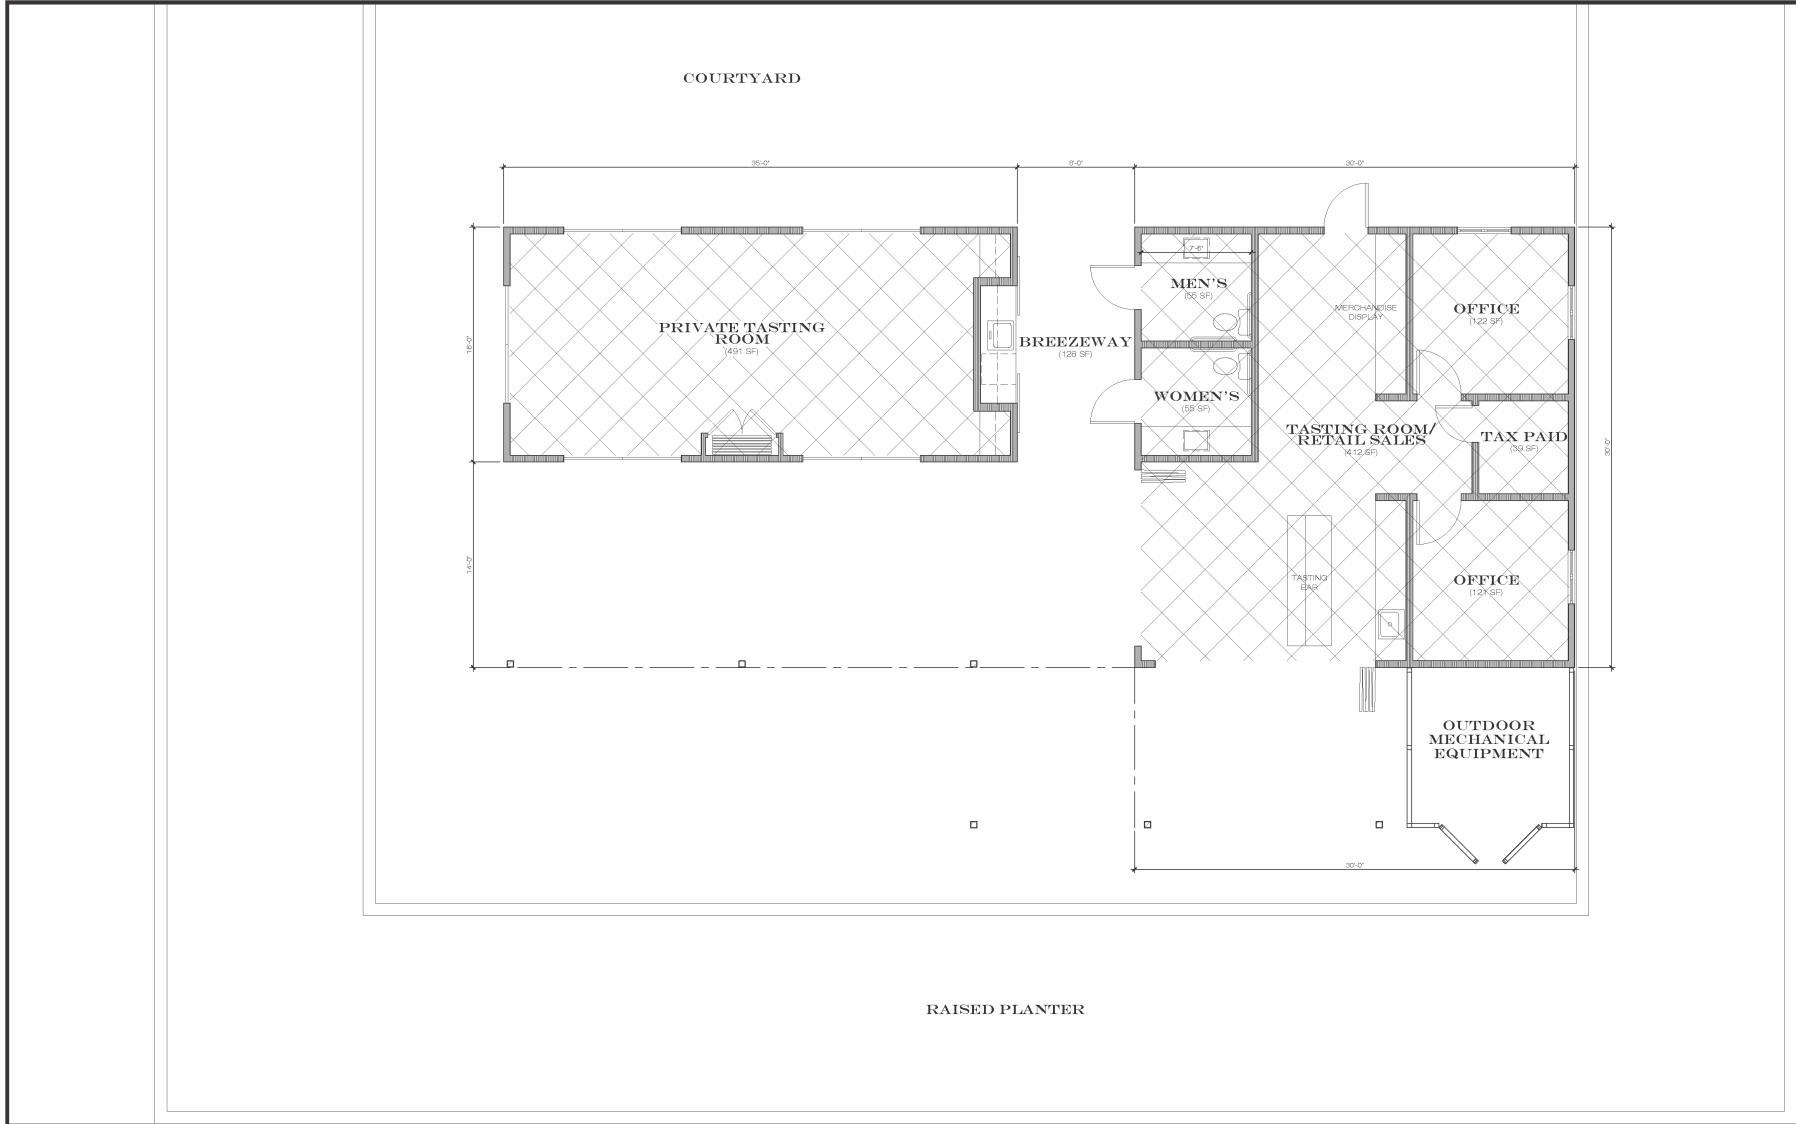 COURTYARD
35'-0"
8'-0"
30'-0"
16'-0"
14'-0"
30'-0"
PRIVATE TASTING
ROOM
(491 SF)
BREEZEWAY
(128 SF)
7'-6"
MEN'S
(55 SF)
WOMEN'S
(55 SF)
MERCHANDISE
DISPLAY
OFFICE
(122 SF)
TASTING ROOM/
RETAIL SALES
(412 SF)
TAX PAID
(39 SF)
TASTING
BAR
OFFICE
(121 SF)
OUTDOOR
MECHANICAL
EQUIPMENT
30'-0"
RAISED PLANTER